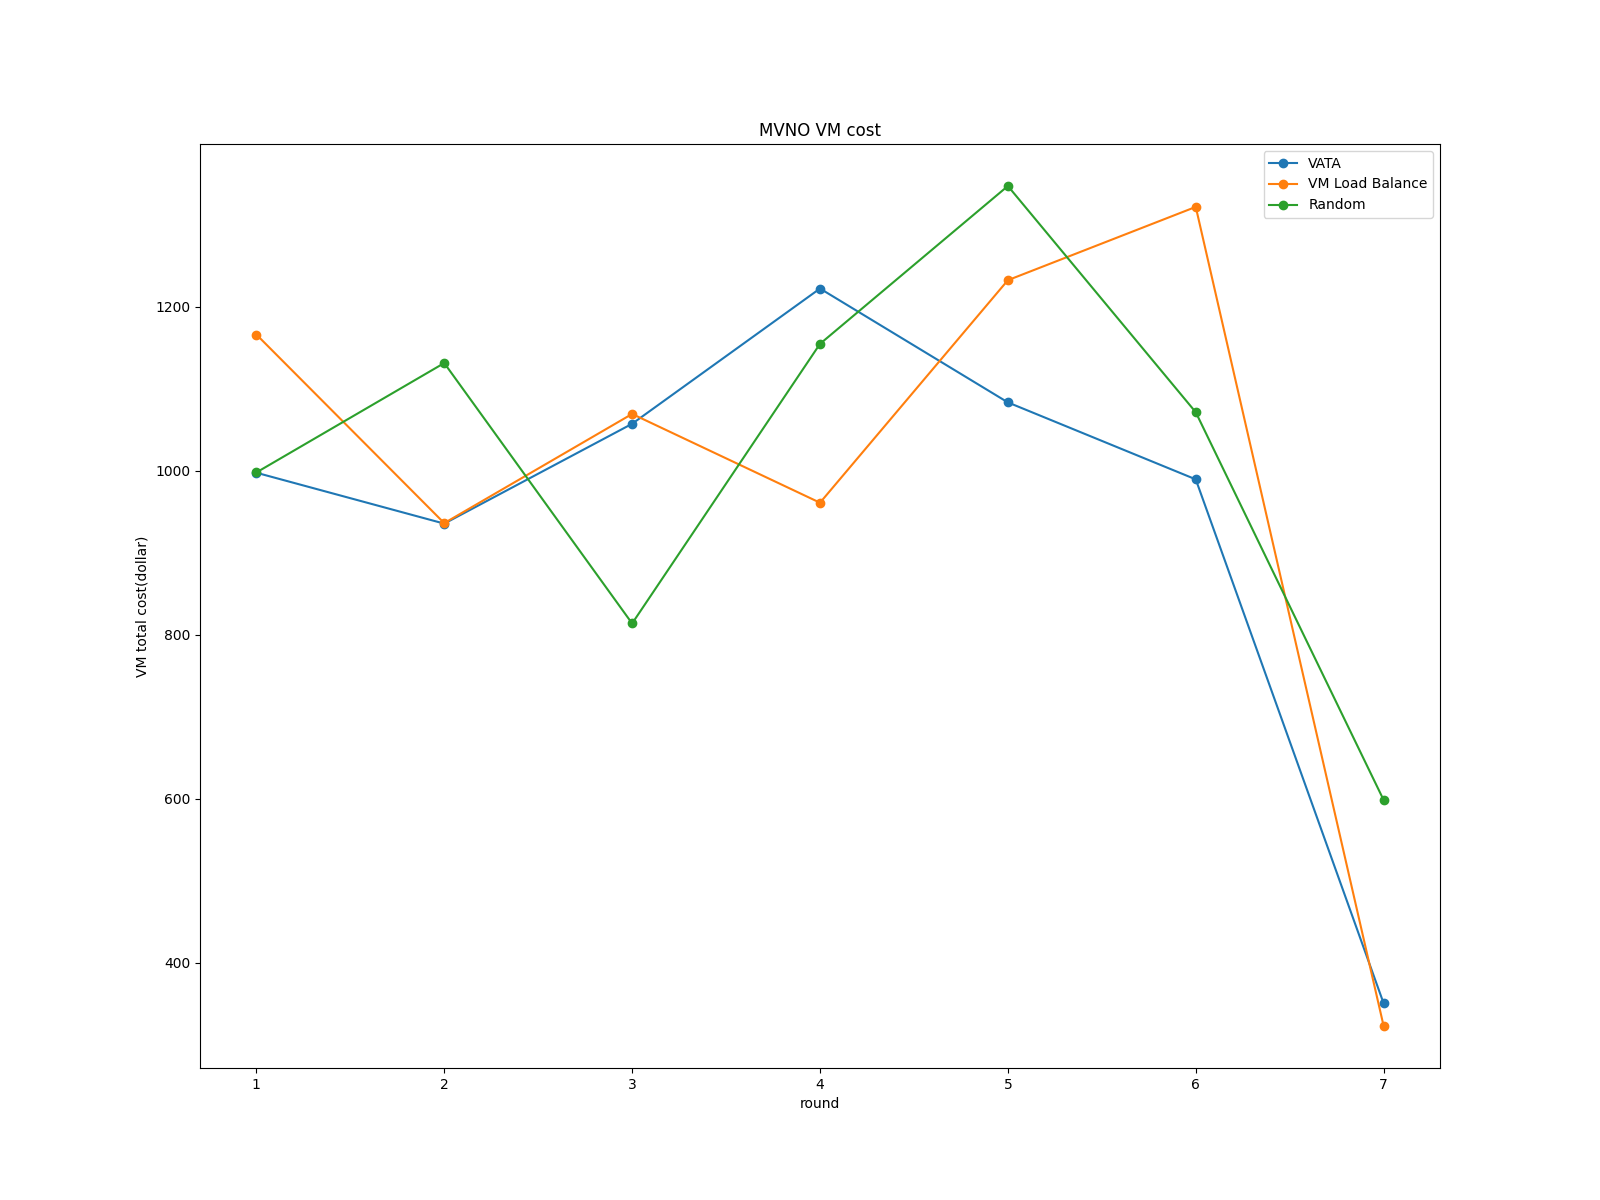 MVNO VM cost
VATA
VM Load Balance
Random
1200
1000
800
600
400
VM total cost(dollar)
1 2 3 4 5 6 7
round